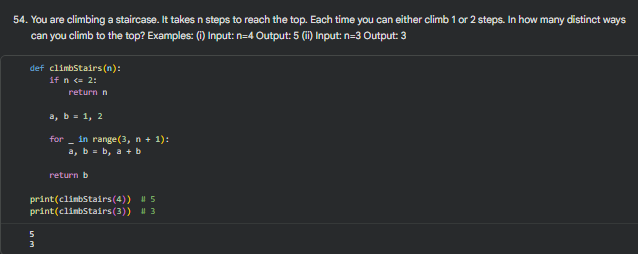 54. You are climbing a staircase. It takes n steps to reach the top. Each time you can either climb 1 or 2 steps. In how many distinct ways
can you climb to the top? Examples: (i) Input: n=4 Output: 5 (ii) Input: n=3 Output: 3
def climbStairs(n):
    if n <= 2:
        return n

    a, b = 1, 2

    for _ in range(3, n + 1):
        a, b = b, a + b

    return b

print(climbStairs(4))  # 5
print(climbStairs(3))  # 3
5
3